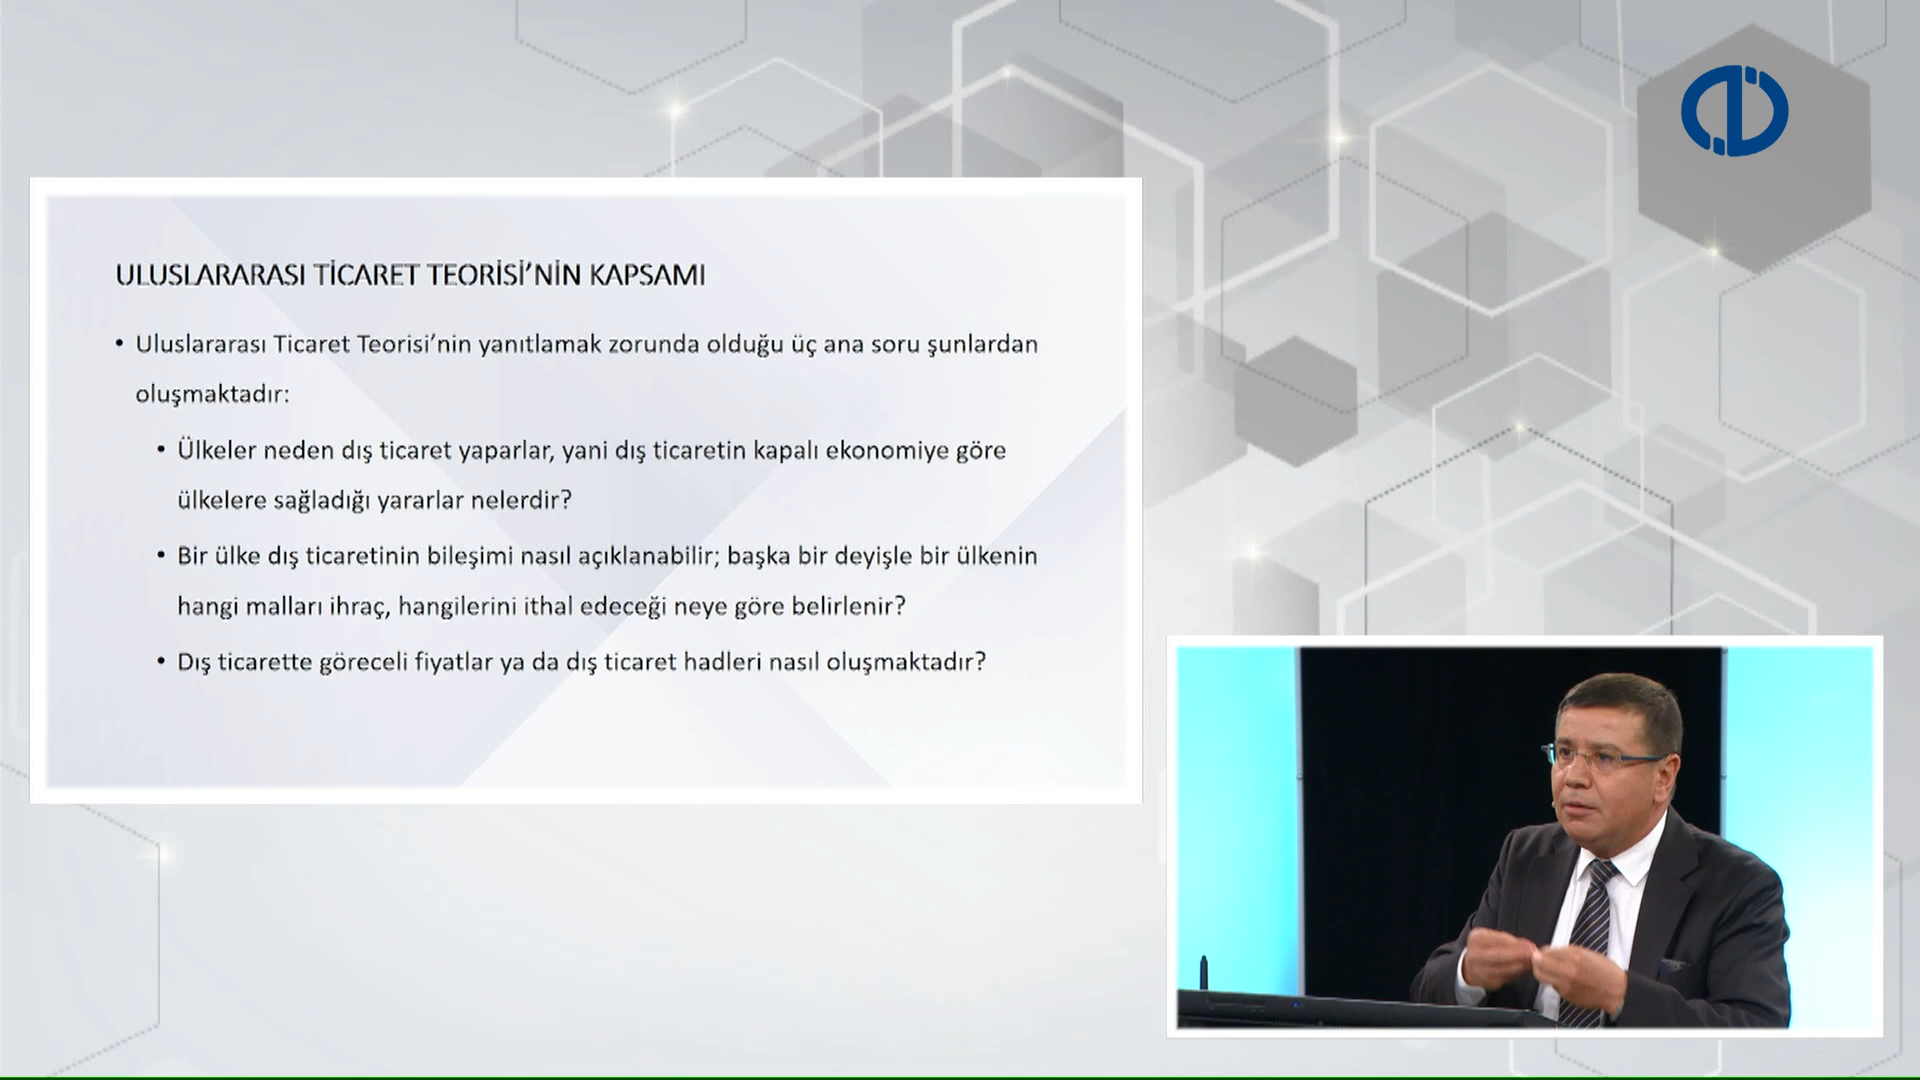 ULUSLARARASI TİCARET TEORİSİ’NİN KAPSAMI
• Uluslararası Ticaret Teorisi’nin yanıtlamak zorunda olduğu üç ana soru şunlardan
oluşmaktadır:
• Ülkeler neden dış ticaret yaparlar, yani dış ticaretin kapalı ekonomiye göre
ülkelere sağladığı yararlar nelerdir?
• Bir ülke dış ticaretinin bileşimi nasıl açıklanabilir; başka bir deyişle bir ülkenin
hangi malları ihraç, hangilerini ithal edeceği neye göre belirlenir?
• Dış ticarette göreceli fiyatlar ya da dış ticaret hadleri nasıl oluşmaktadır?